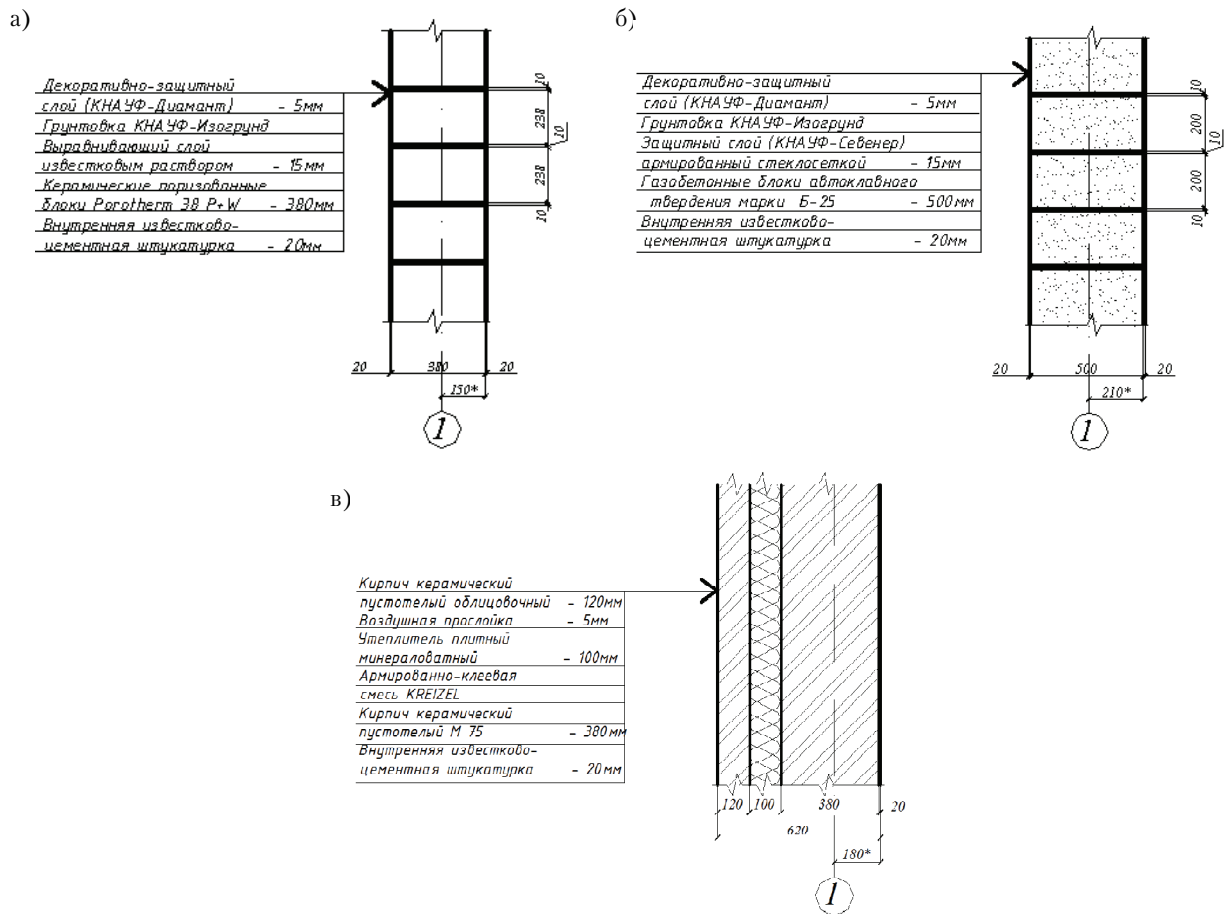 а)
Декоративно-защитный
слой (КНАУФ-Диамант) - 5мм
Грунтовка КНАУФ-Изогрунд
Выравнивающий слой
известковым раствором - 15мм
Керамические поризованные
блоки Porotherm 38 P+W - 380мм
Внутренняя известково-
цементная штукатурка - 20мм
10
238
10
238
10
20 380 20
150*
1
б)
Декоративно-защитный
слой (КНАУФ-Диамант) - 5мм
Грунтовка КНАУФ-Изогрунд
Защитный слой (КНАУФ-Севенер)
армированный стеклосеткой - 15мм
Газобетонные блоки автоклавного
твердения марки Б-25 - 500мм
Внутренняя известково-
цементная штукатурка - 20мм
10
200
10
200
10
20 500 20
210*
1
в)
Кирпич керамический
пустотелый облицовочный - 120мм
Воздушная прослойка - 5мм
Утеплитель плитный
минераловатный - 100мм
Армированно-клеевая
смесь KREIZEL
Кирпич керамический
пустотелый М 75 - 380мм
Внутренняя известково-
цементная штукатурка - 20мм
120 100 380 20
620
180*
1